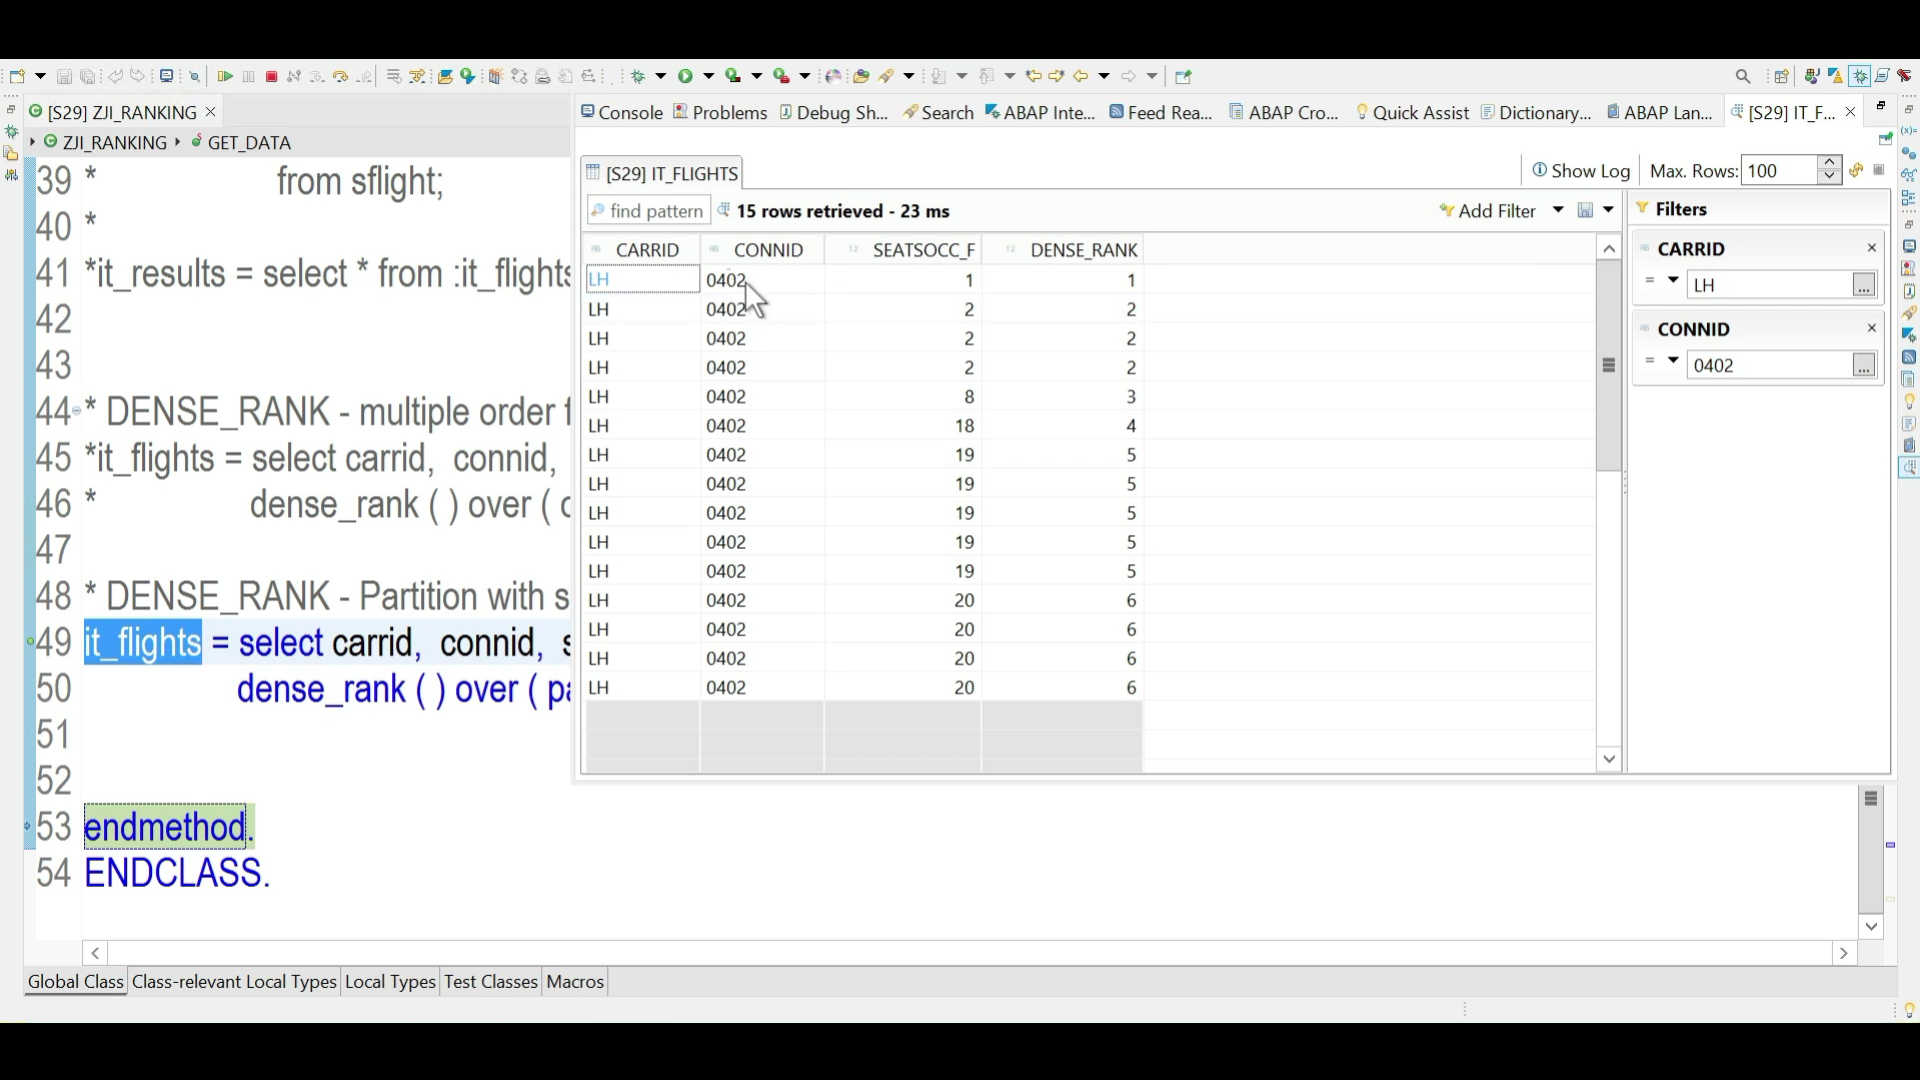 [S29] ZJI_RANKING
ZJI_RANKING GET_DATA
39 * from sflight;
40 *
41 *it_results = select * from :it_flights
42
43
44 * DENSE_RANK - multiple order f
45 *it_flights = select carrid, connid,
46 * dense_rank ( ) over ( o
47
48 * DENSE_RANK - Partition with s
49 it_flights = select carrid, connid, s
50 dense_rank ( ) over ( pa
51
52
53 endmethod.
54 ENDCLASS.
Global Class Class-relevant Local Types Local Types Test Classes Macros
Console Problems Debug Sh... Search ABAP Inte... Feed Rea... ABAP Cro... Quick Assist Dictionary... ABAP Lan... [S29] IT_F...
[S29] IT_FLIGHTS Show Log Max. Rows: 100
find pattern 15 rows retrieved - 23 ms Add Filter
CARRID CONNID SEATSOCC_F DENSE_RANK
LH 0402 1 1
LH 0402 2 2
LH 0402 2 2
LH 0402 2 2
LH 0402 8 3
LH 0402 18 4
LH 0402 19 5
LH 0402 19 5
LH 0402 19 5
LH 0402 19 5
LH 0402 19 5
LH 0402 20 6
LH 0402 20 6
LH 0402 20 6
LH 0402 20 6
Filters
CARRID
= LH ...
CONNID
= 0402 ...